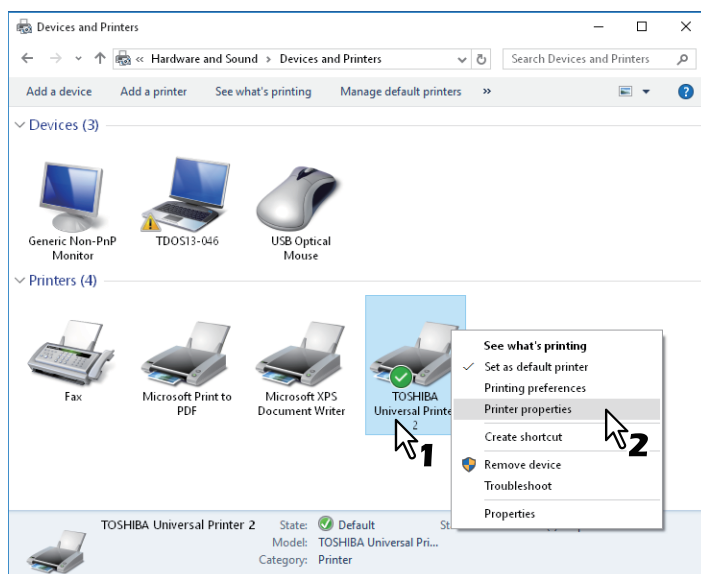 Devices and Printers
« Hardware and Sound > Devices and Printers
Search Devices and Printers
Add a device Add a printer See what's printing Manage default printers »
Devices (3)
Generic Non-PnP
Monitor
TDOS13-046
USB Optical
Mouse
Printers (4)
Fax
Microsoft Print to
PDF
Microsoft XPS
Document Writer
TOSHIBA
Universal Printe
2
1
See what's printing
Set as default printer
Printing preferences
Printer properties
2
Create shortcut
Remove device
Troubleshoot
Properties
TOSHIBA Universal Printer 2 State: Default
Model: TOSHIBA Universal Pri...
Category: Printer